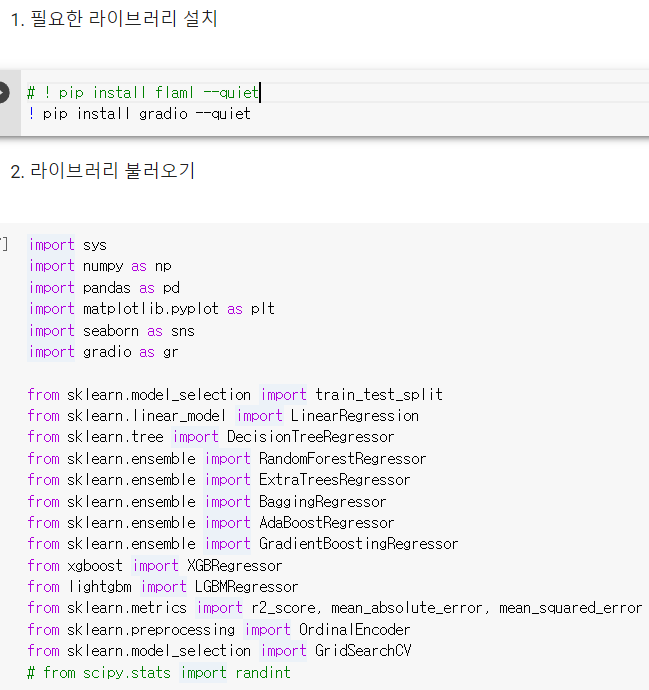 1. 필요한 라이브러리 설치
# ! pip install flaml --quiet
! pip install gradio --quiet
2. 라이브러리 불러오기
import sys
import numpy as np
import pandas as pd
import matplotlib.pyplot as plt
import seaborn as sns
import gradio as gr
from sklearn.model_selection import train_test_split
from sklearn.linear_model import LinearRegression
from sklearn.tree import DecisionTreeRegressor
from sklearn.ensemble import RandomForestRegressor
from sklearn.ensemble import ExtraTreesRegressor
from sklearn.ensemble import BaggingRegressor
from sklearn.ensemble import AdaBoostRegressor
from sklearn.ensemble import GradientBoostingRegressor
from xgboost import XGBRegressor
from lightgbm import LGBMRegressor
from sklearn.metrics import r2_score, mean_absolute_error, mean_squared_error
from sklearn.preprocessing import OrdinalEncoder
from sklearn.model_selection import GridSearchCV
# from scipy.stats import randint